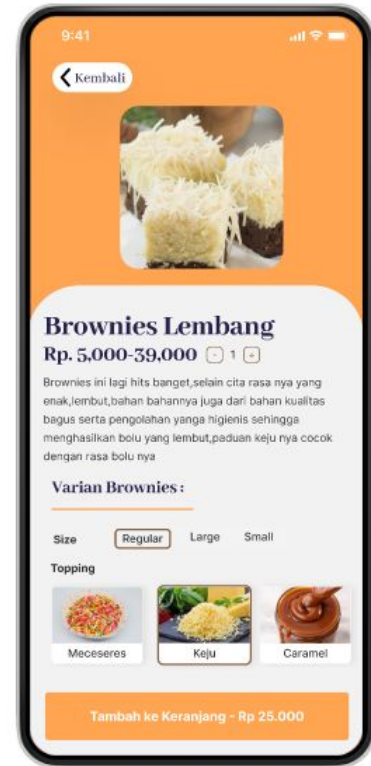 9:41
Kembali
Brownies Lembang
Rp. 5,000-39,000 - 1 +
Brownies ini lagi hits banget,selain cita rasa nya yang
enak,lembut,bahan bahannya juga dari bahan kualitas
bagus serta pengolahan yanga higienis sehingga
menghasilkan bolu yang lembut,paduan keju nya cocok
dengan rasa bolu nya
Varian Brownies :
Size Regular Large Small
Topping
Meceseres Keju Caramel
Tambah ke Keranjang - Rp 25.000